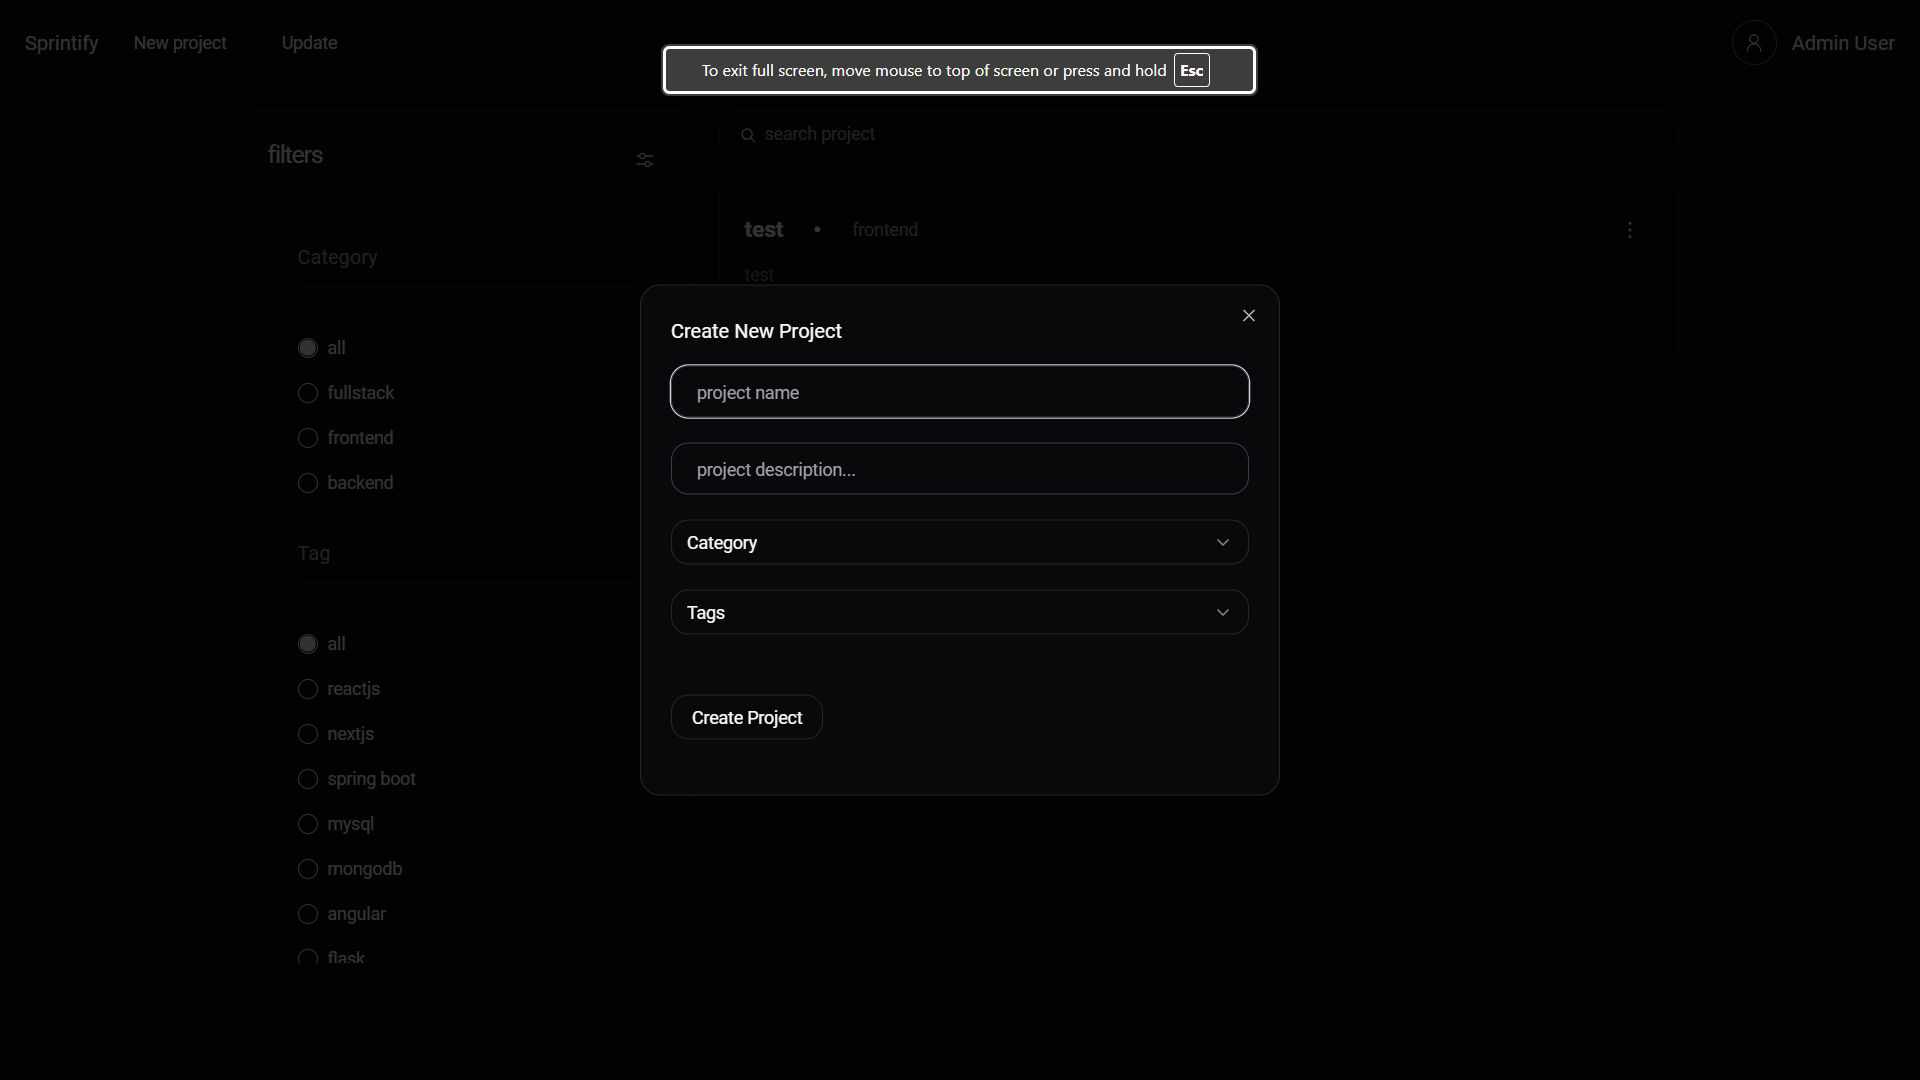 Sprintify New project Update Admin User
To exit full screen, move mouse to top of screen or press and hold Esc
filters
search project
Category
all
fullstack
frontend
backend
Tag
all
reactjs
nextjs
spring boot
mysql
mongodb
angular
flask
test • frontend
test
Create New Project
project name
project description...
Category
Tags
Create Project